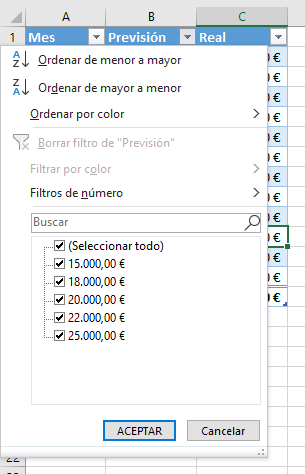 A B C
1 Mes Previsión Real
Ordenar de menor a mayor
Ordenar de mayor a menor
Ordenar por color
Borrar filtro de "Previsión"
Filtrar por color
Filtros de número
Buscar
(Seleccionar todo)
15.000,00 €
18.000,00 €
20.000,00 €
22.000,00 €
25.000,00 €
ACEPTAR Cancelar